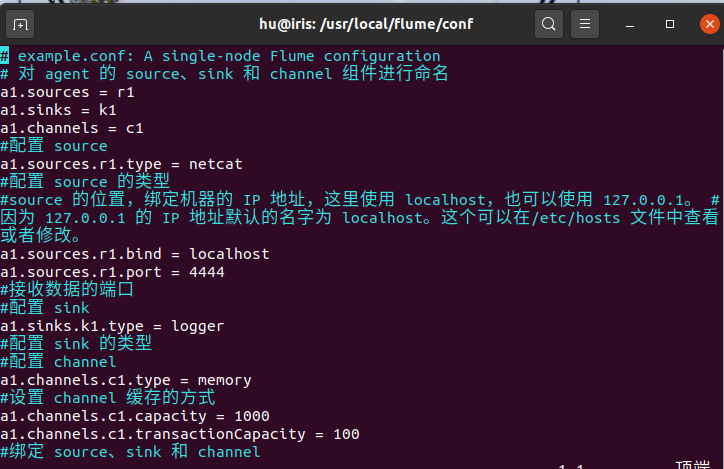 hu@iris: /usr/local/flume/conf
# example.conf: A single-node Flume configuration
# 对 agent 的 source、sink 和 channel 组件进行命名
a1.sources = r1
a1.sinks = k1
a1.channels = c1
#配置 source
a1.sources.r1.type = netcat
#配置 source 的类型
#source 的位置，绑定机器的 IP 地址，这里使用 localhost，也可以使用 127.0.0.1。 #
因为 127.0.0.1 的 IP 地址默认的名字为 localhost。这个可以在/etc/hosts 文件中查看
或者修改。
a1.sources.r1.bind = localhost
a1.sources.r1.port = 4444
#接收数据的端口
#配置 sink
a1.sinks.k1.type = logger
#配置 sink 的类型
#配置 channel
a1.channels.c1.type = memory
#设置 channel 缓存的方式
a1.channels.c1.capacity = 1000
a1.channels.c1.transactionCapacity = 100
#绑定 source、sink 和 channel
1,1 顶端